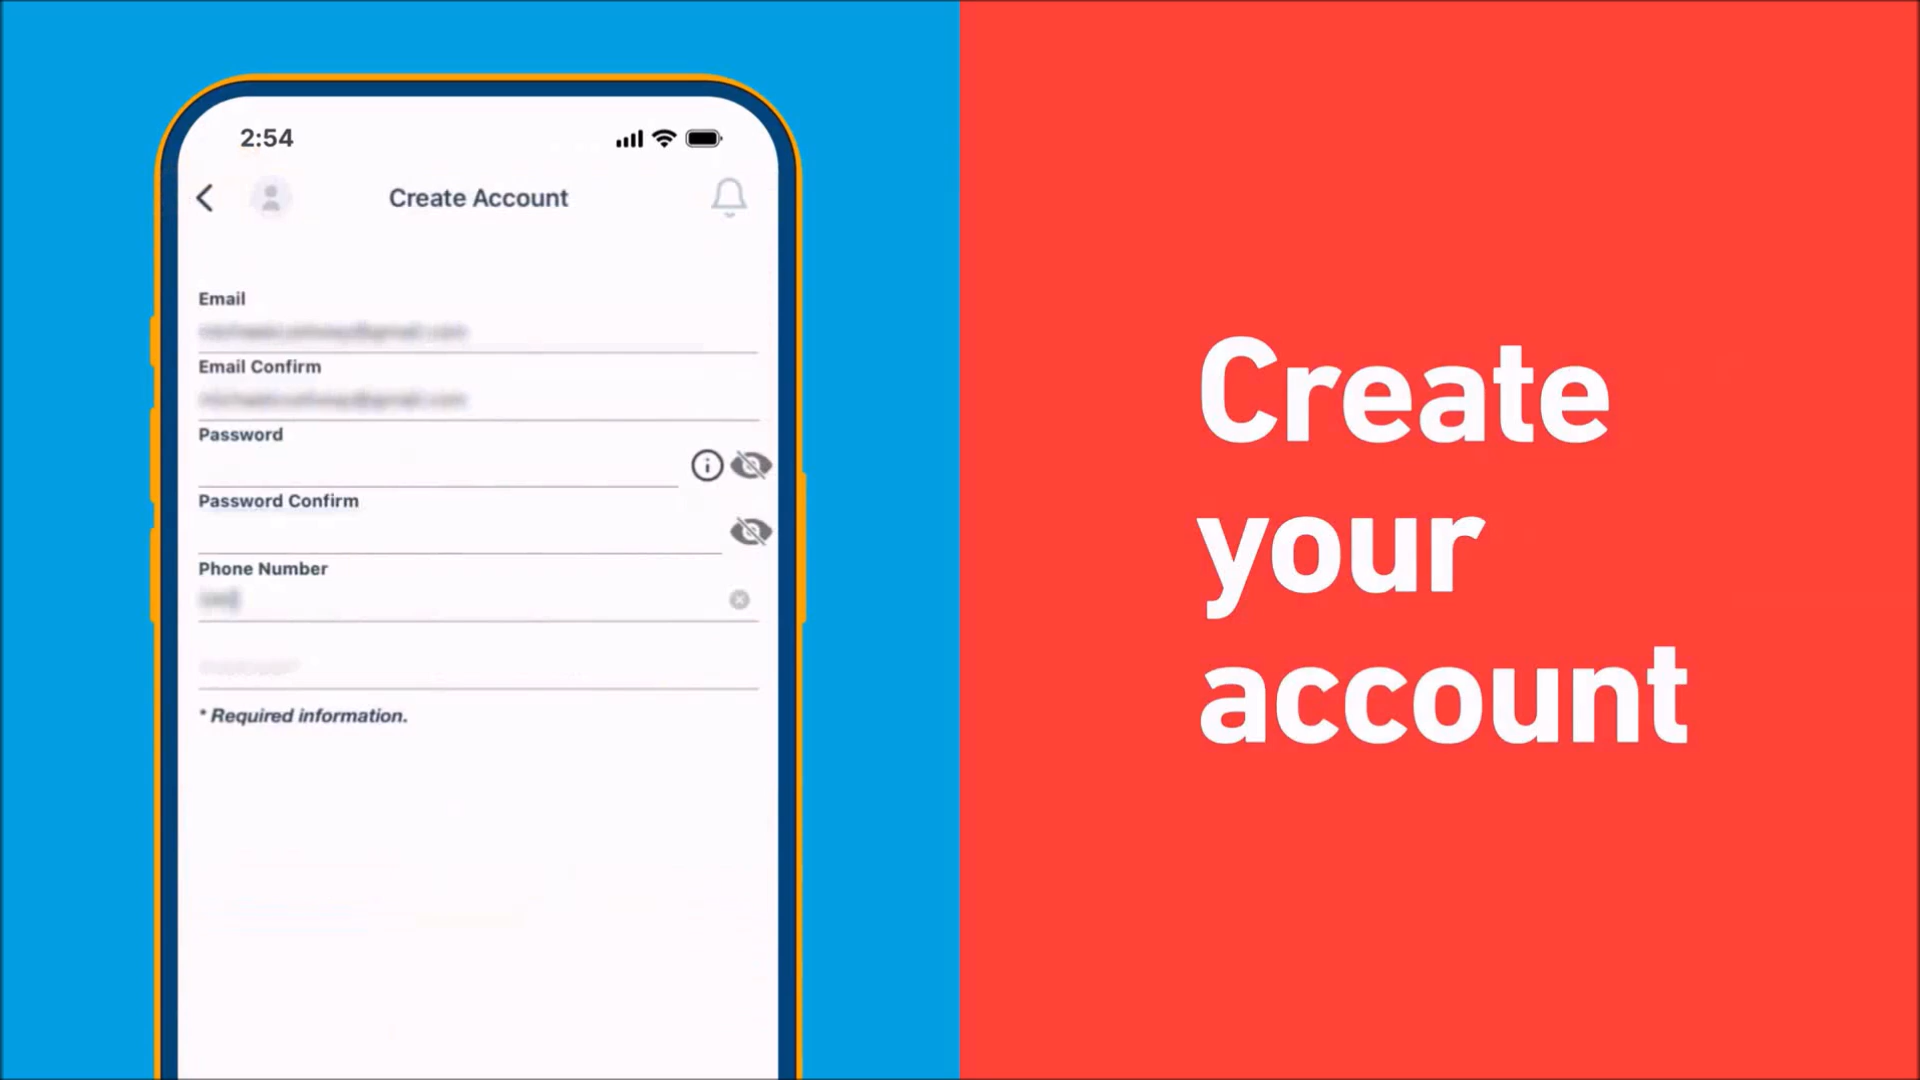 2:54
Create Account
Email
Email Confirm
Password
Password Confirm
Phone Number
* Required information.
Create
your
account